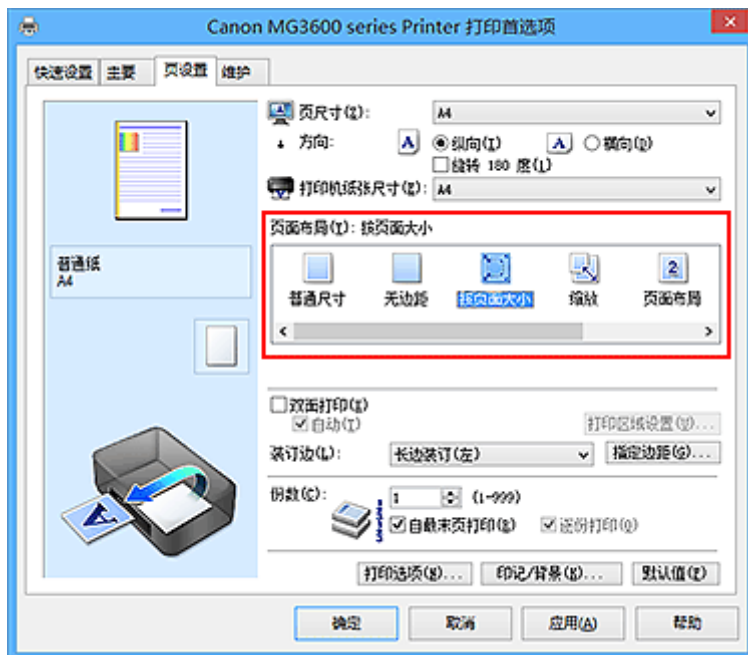 Canon MG3600 series Printer 打印首选项
快速设置 主要 页设置 维护
页尺寸(Z): A4
方向: A 纵向(I) A 横向(D)
旋转 180 度(L)
打印机纸张尺寸(E): A4
页面布局(Y): 按页面大小
普通尺寸 无边距 按页面大小 缩放 2 页面布局
普通纸
A4
双面打印(X)
自动(T) 打印区域设置(W)...
装订边(L): 长边装订(左) 指定边距(G)...
份数(C): 1 (1-999)
自最末页打印(R) 逐份打印(O)
打印选项(N)... 印记/背景(K)... 默认值(F)
确定 取消 应用(A) 帮助